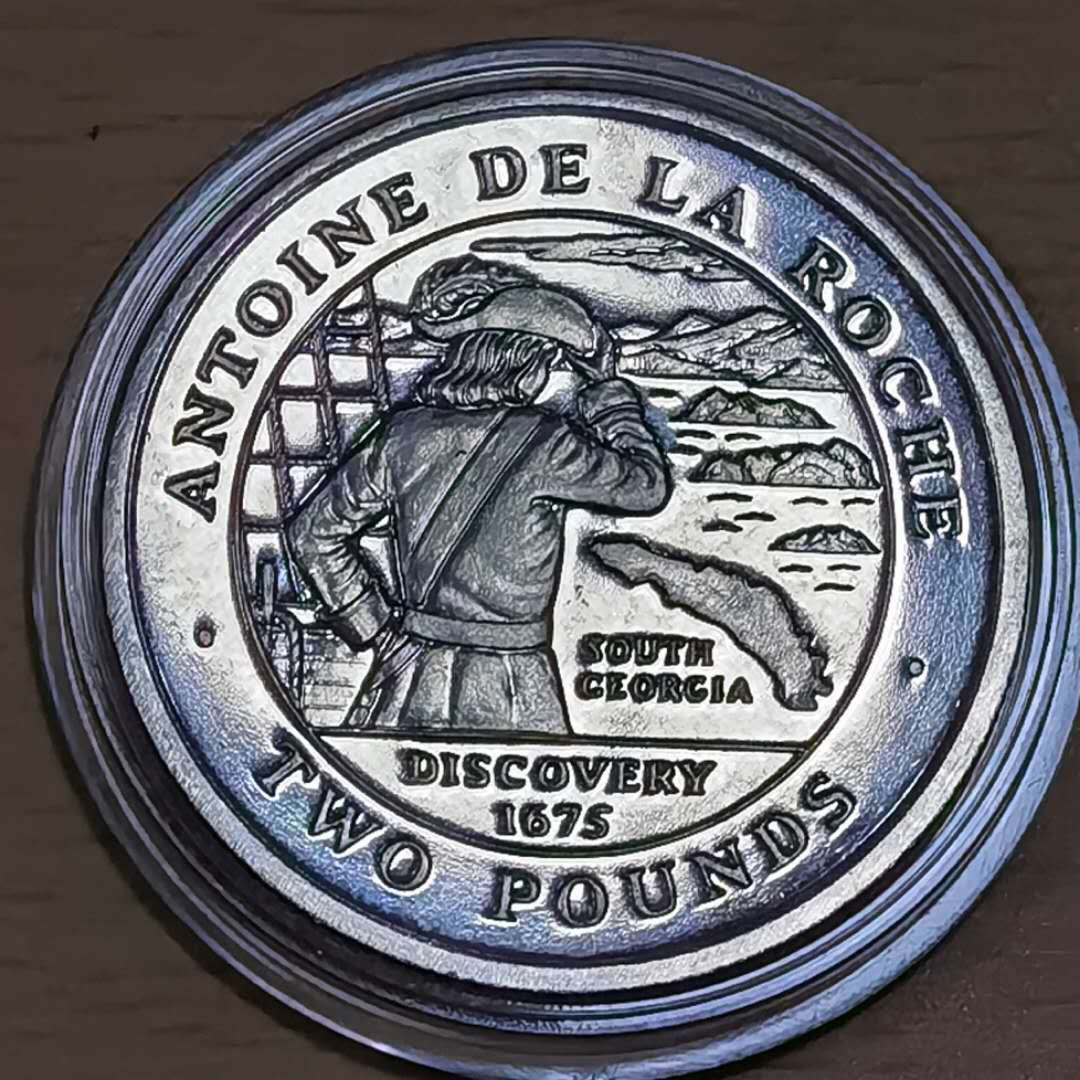 ANTOINE DE LA ROCHE
SOUTH
GEORGIA
DISCOVERY
1675
TWO POUNDS